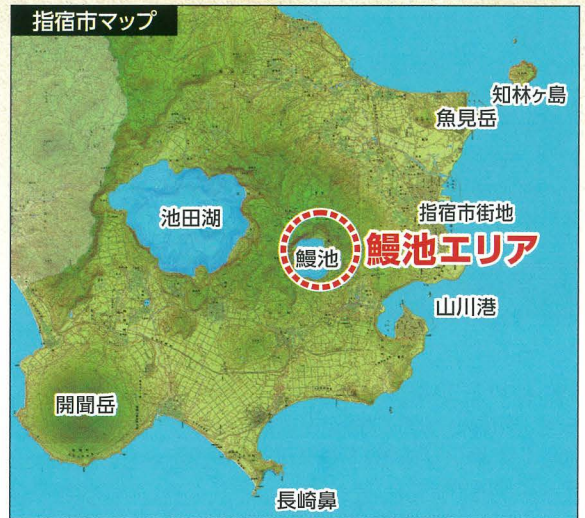 指宿市マップ
知林ヶ島
魚見岳
池田湖
指宿市街地
鰻池
鰻池エリア
山川港
開聞岳
長崎鼻